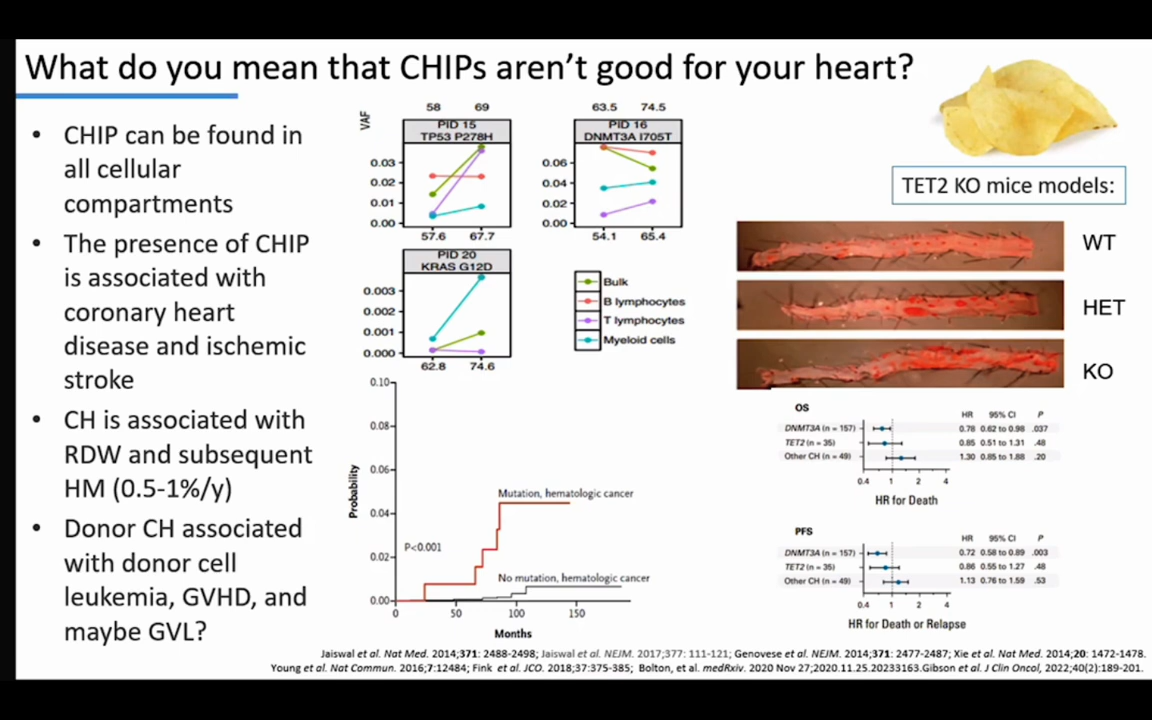 What do you mean that CHIPs aren't good for your heart?
• CHIP can be found in
all cellular
compartments
• The presence of CHIP
is associated with
coronary heart
disease and ischemic
stroke
• CH is associated with
RDW and subsequent
HM (0.5-1%/y)
• Donor CH associated
with donor cell
leukemia, GVHD, and
maybe GVL?
VAF
58 69
PID 15
TP53 P278H
0.03
0.02
0.01
0.00
57.6 67.7
63.5 74.5
PID 16
DNMT3A I705T
0.06
0.04
0.02
0.00
54.1 65.4
PID 20
KRAS G12D
0.003
0.002
0.001
0.000
62.8 74.6
Bulk
B lymphocytes
T lymphocytes
Myeloid cells
Probability
0.10
0.08
0.06
0.04
0.02
0.00
P<0.001
Mutation, hematologic cancer
No mutation, hematologic cancer
0 50 100 150
Months
TET2 KO mice models:
WT
HET
KO
OS
HR 95% CI P
DNMT3A (n = 157) 0.78 0.62 to 0.98 .037
TET2 (n = 35) 0.85 0.51 to 1.31 .48
Other CH (n = 49) 1.30 0.85 to 1.88 .20
0.4 1 2 4
HR for Death
PFS
HR 95% CI P
DNMT3A (n = 157) 0.72 0.58 to 0.89 .003
TET2 (n = 35) 0.86 0.55 to 1.27 .48
Other CH (n = 49) 1.13 0.76 to 1.59 .53
0.4 1 2 4
HR for Death or Relapse
Jaiswal et al. Nat Med. 2014;371: 2488-2498; Jaiswal et al. NEJM. 2017;377: 111-121; Genovese et al. NEJM. 2014;371: 2477-2487; Xie et al. Nat Med. 2014;20: 1472-1478.
Young et al. Nat Commun. 2016;7:12484; Fink et al. JCO. 2018;37:375-385; Bolton, et al. medRxiv. 2020 Nov 27;2020.11.25.20233163.Gibson et al. J Clin Oncol, 2022;40(2):189-201.